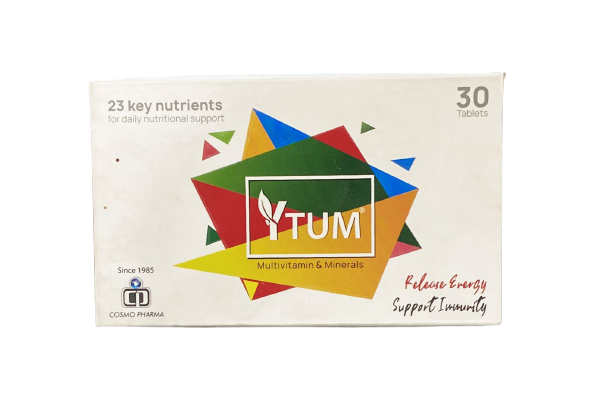 23 key nutrients
for daily nutritional support
30
Tablets
YTUM®
Multivitamin & Minerals
Since 1985
COSMO PHARMA
Release Energy
Support Immunity